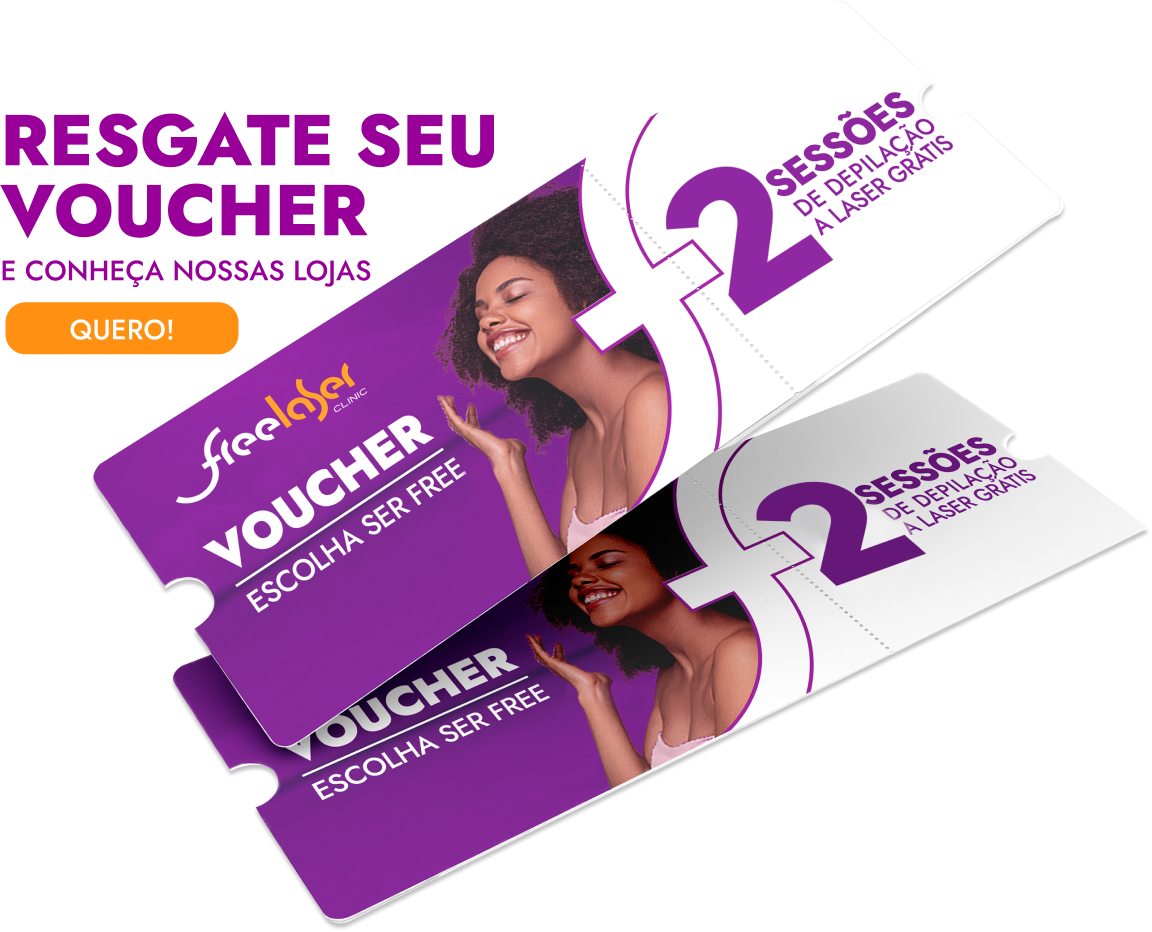 RESGATE SEU
VOUCHER
E CONHEÇA NOSSAS LOJAS
QUERO!
freelaser
CLINIC
VOUCHER
ESCOLHA SER FREE
2 SESSÕES
DE DEPILAÇÃO
A LASER GRÁTIS
VOUCHER
ESCOLHA SER FREE
2 SESSÕES
DE DEPILAÇÃO
A LASER GRÁTIS